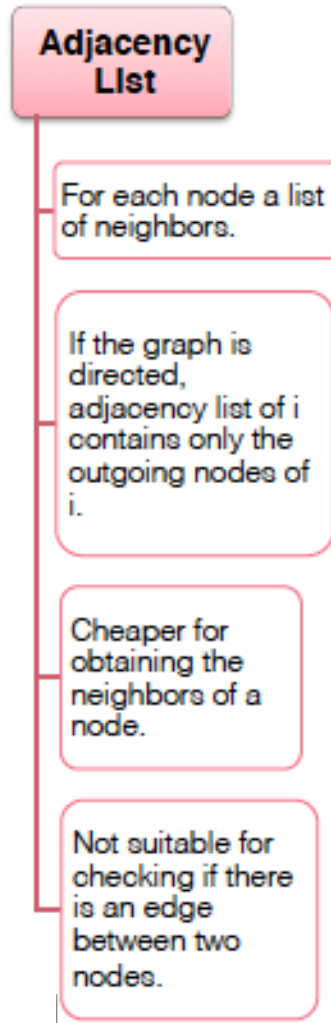 Adjacency
LIst
For each node a list
of neighbors.
If the graph is
directed,
adjacency list of i
contains only the
outgoing nodes of
i.
Cheaper for
obtaining the
neighbors of a
node.
Not suitable for
checking if there
is an edge
between two
nodes.